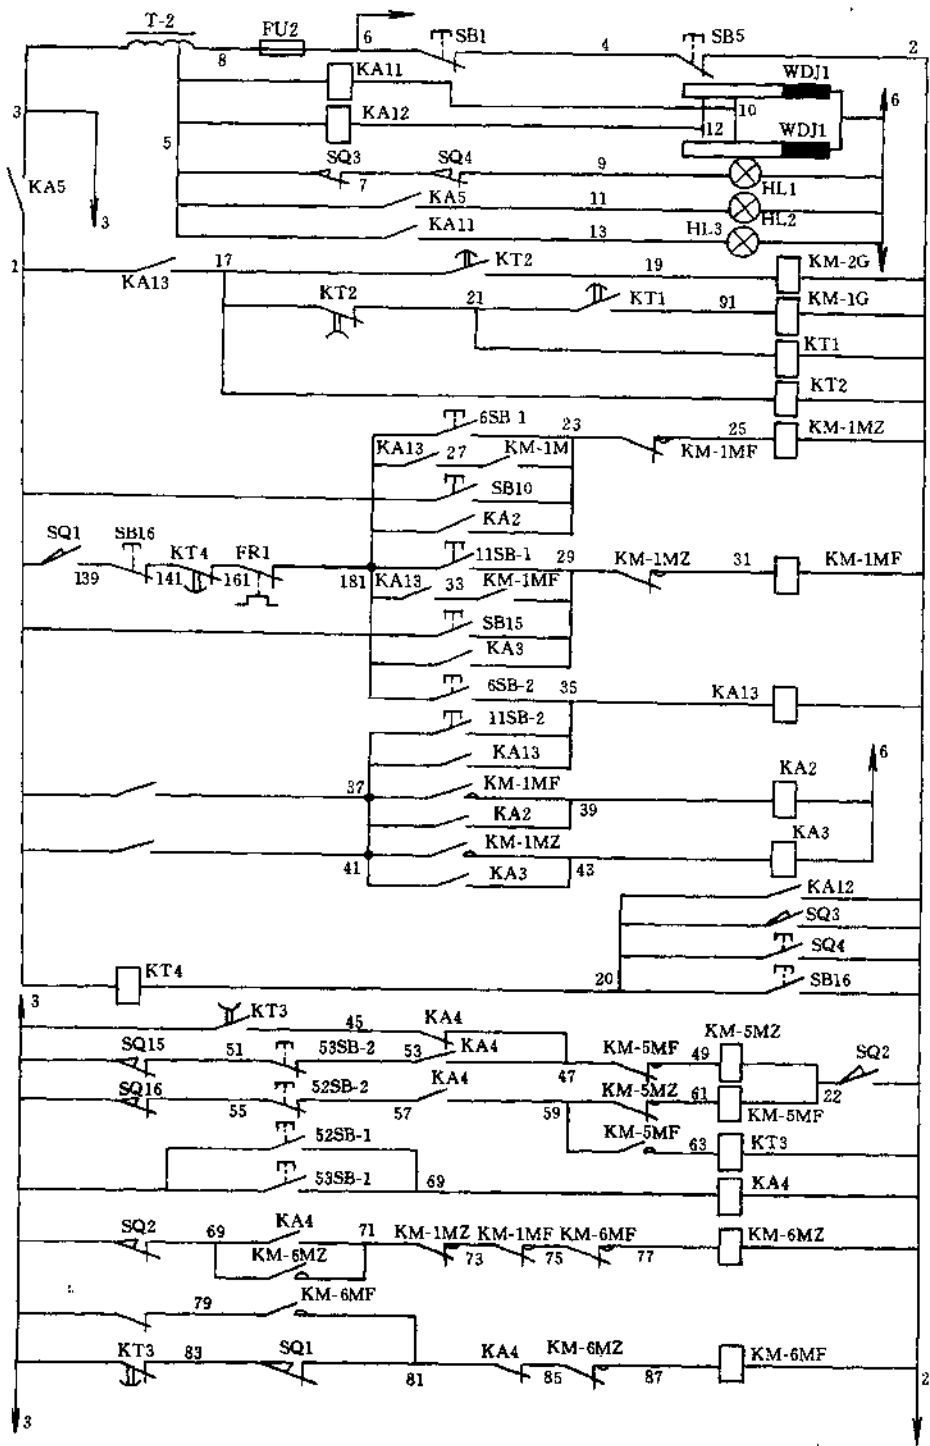 T-2 FU2 6 SB1 4 SB5 2
8
KA11 WDJ1
3 KA12 10 6
5 12 WDJ1
SQ3 SQ4 9
KA5 7 HL1
KA5 11
3 HL2
KA11 13 HL3
1 17 KT2 19 KM-2G
KA13
KT2 21 KT1 91 KM-1G
KT1
KT2
6SB-1 23 25 KM-1MZ
KA13 27 KM-1M KM-1MF
SB10
KA2
SQ1 SB16 KT4 FR1 11SB-1 29 KM-1MZ 31 KM-1MF
139 141 161 181 KA13 33 KM-1MF
SB15
KA3
6SB-2 35 KA13
11SB-2
KA13 6
37 KM-1MF KA2
KA2 39
KM-1MZ KA3
41 KA3 43
KA12
SQ3
SQ4
KT4 20 SB16
3
KT3 45 KA4 KM-5MZ
SQ15 51 53SB-2 53 KA4 KM-5MF 49 SQ2
47
SQ16 52SB-2 KA4 KM-5MZ 61 22
55 57 59 KM-5MF
52SB-1 KM-5MF 63 KT3
53SB-1 69 KA4
SQ2 69 KA4 71 KM-1MZ KM-1MF KM-6MF KM-6MZ
KM-6MZ 73 75 77
79 KM-6MF
KT3 83 SQ1 KA4 KM-6MZ KM-6MF
81 85 87 2
3